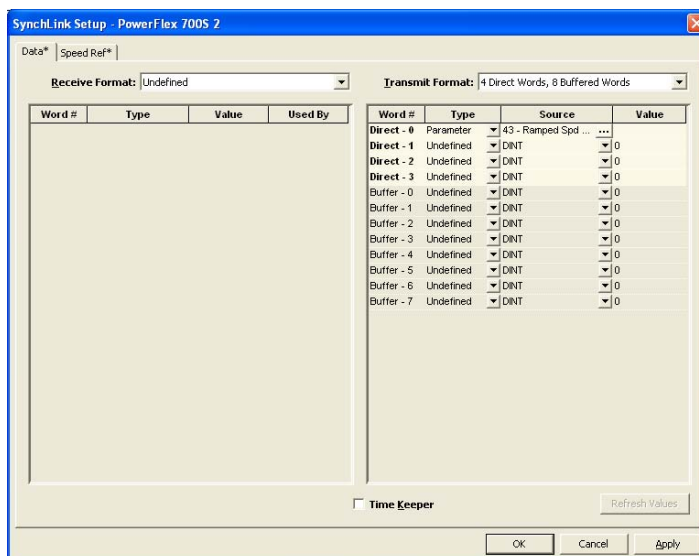 SynchLink Setup - PowerFlex 700S 2
Data* Speed Ref*
Receive Format: Undefined
Transmit Format: 4 Direct Words, 8 Buffered Words
Word # Type Value Used By
Word # Type Source Value
Direct - 0 Parameter 43 - Ramped Spd ... ...
Direct - 1 Undefined DINT 0
Direct - 2 Undefined DINT 0
Direct - 3 Undefined DINT 0
Buffer - 0 Undefined DINT 0
Buffer - 1 Undefined DINT 0
Buffer - 2 Undefined DINT 0
Buffer - 3 Undefined DINT 0
Buffer - 4 Undefined DINT 0
Buffer - 5 Undefined DINT 0
Buffer - 6 Undefined DINT 0
Buffer - 7 Undefined DINT 0
Time Keeper
Refresh Values
OK Cancel Apply